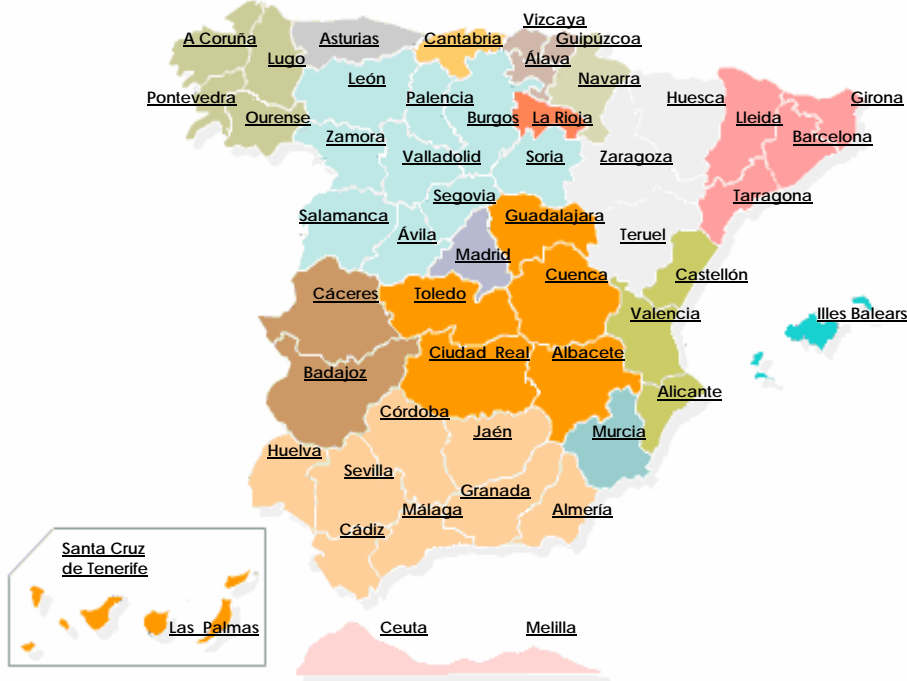 Vizcaya
A Coruña
Asturias
Cantabria
Guipúzcoa
Lugo
Álava
León
Navarra
Pontevedra
Palencia
Huesca
Girona
Ourense
Burgos
La Rioja
Lleida
Zamora
Barcelona
Valladolid
Soria
Zaragoza
Segovia
Tarragona
Salamanca
Guadalajara
Ávila
Teruel
Madrid
Cuenca
Castellón
Cáceres
Toledo
Valencia
Illes Balears
Ciudad Real
Albacete
Badajoz
Alicante
Córdoba
Jaén
Murcia
Huelva
Sevilla
Granada
Málaga
Almería
Cádiz
Santa Cruz
de Tenerife
Las Palmas
Ceuta
Melilla